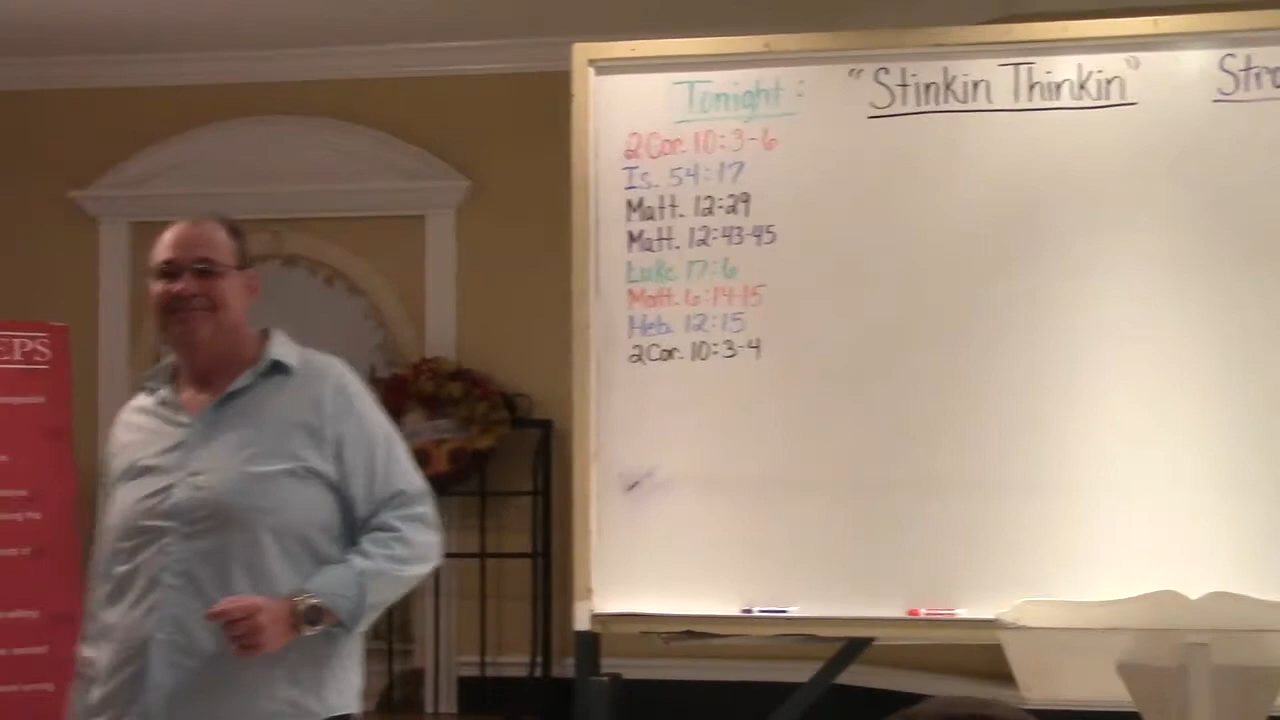 Tonight: "Stinkin Thinkin"
2Cor. 10:3-6
Is. 54:17
Matt. 12:29
Matt. 12:43-45
Luke 17:6
Matt. 6:14-15
Heb. 12:15
2Cor. 10:3-4
EPS